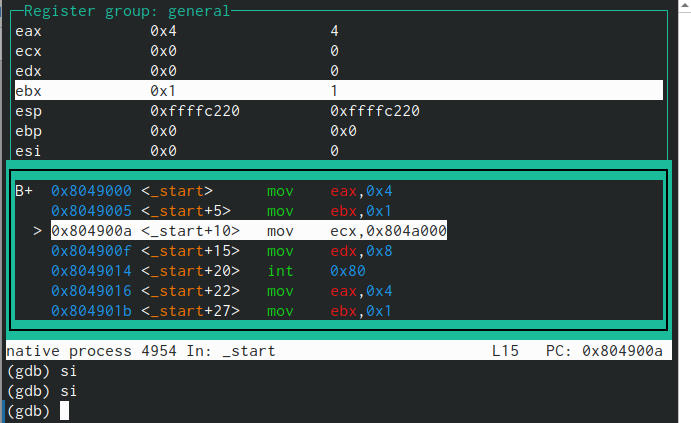 Register group: general
eax 0x4 4
ecx 0x0 0
edx 0x0 0
ebx 0x1 1
esp 0xffffc220 0xffffc220
ebp 0x0 0x0
esi 0x0 0
B+ 0x8049000 <_start> mov eax,0x4
0x8049005 <_start+5> mov ebx,0x1
> 0x804900a <_start+10> mov ecx,0x804a000
0x804900f <_start+15> mov edx,0x8
0x8049014 <_start+20> int 0x80
0x8049016 <_start+22> mov eax,0x4
0x804901b <_start+27> mov ebx,0x1
native process 4954 In: _start L15 PC: 0x804900a
(gdb) si
(gdb) si
(gdb)